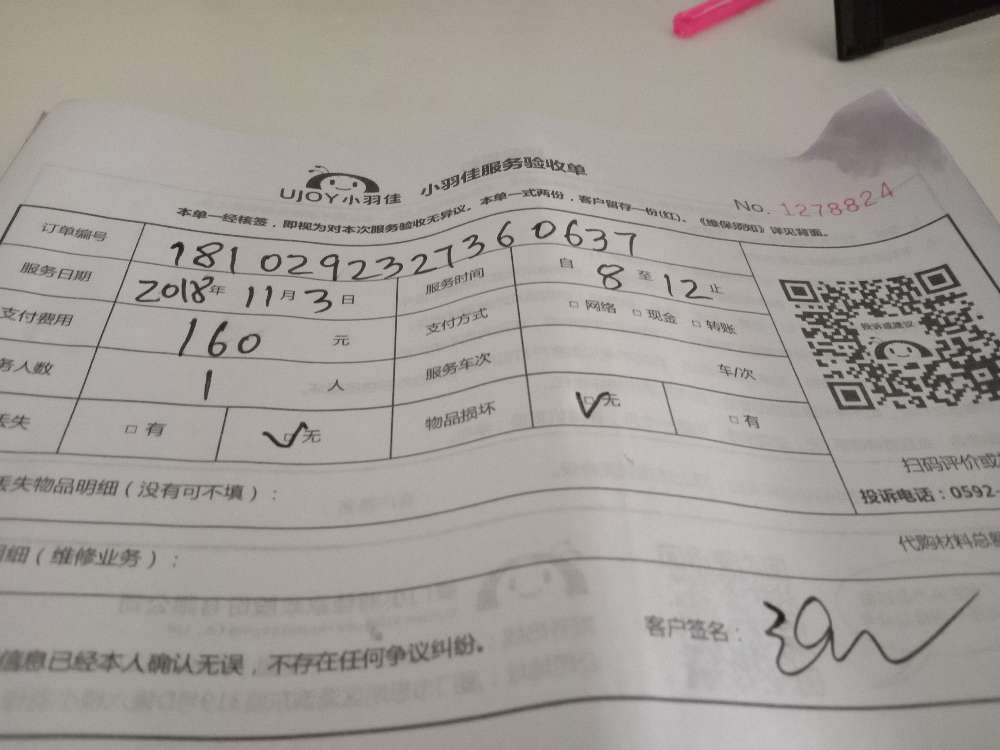 UJOY小羽佳 小羽佳服务验收单
No. 1278824
本单一经核签，即视为对本次服务验收无异议。本单一式两份，客户留存一份(红)。《维保须知》详见背面。
订单编号 181029232736 0637
服务日期 2018年 11月 3日 服务时间 自 8 至 12 止
支付费用 160 元 支付方式 □ 网络 □ 现金 □ 转账
务人数 1 人 服务车次 车/次
丢失 □ 有 ✓□ 无 物品损坏 ✓□ 无 □ 有
投诉或建议
扫码评价或
投诉电话：0592-
丢失物品明细（没有可不填）：
明细（维修业务）： 代购材料总
信息已经本人确认无误，不存在任何争议纠纷。
客户签名：